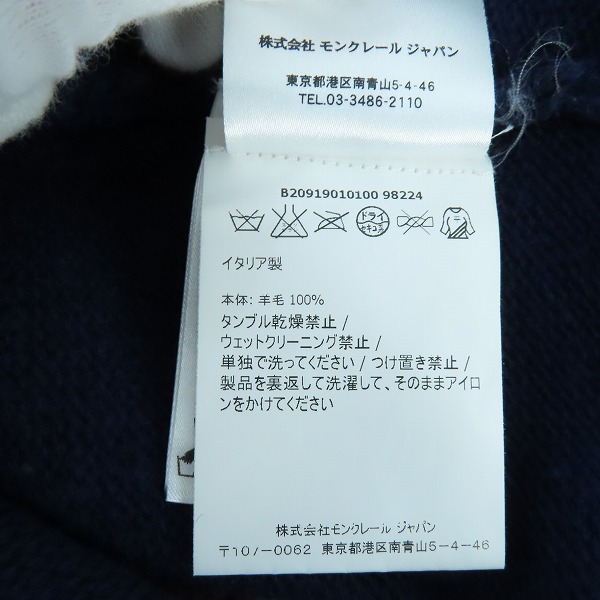 株式会社 モンクレール ジャパン
東京都港区南青山5-4-46
TEL.03-3486-2110
B20919010100 98224
ドライ
セキユ系
イタリア製
本体: 羊毛 100%
タンブル乾燥禁止 /
ウェットクリーニング禁止 /
単独で洗ってください / つけ置き禁止 /
製品を裏返して洗濯して、そのままアイロ
ンをかけてください
株式会社モンクレール ジャパン
〒107-0062 東京都港区南青山5-4-46